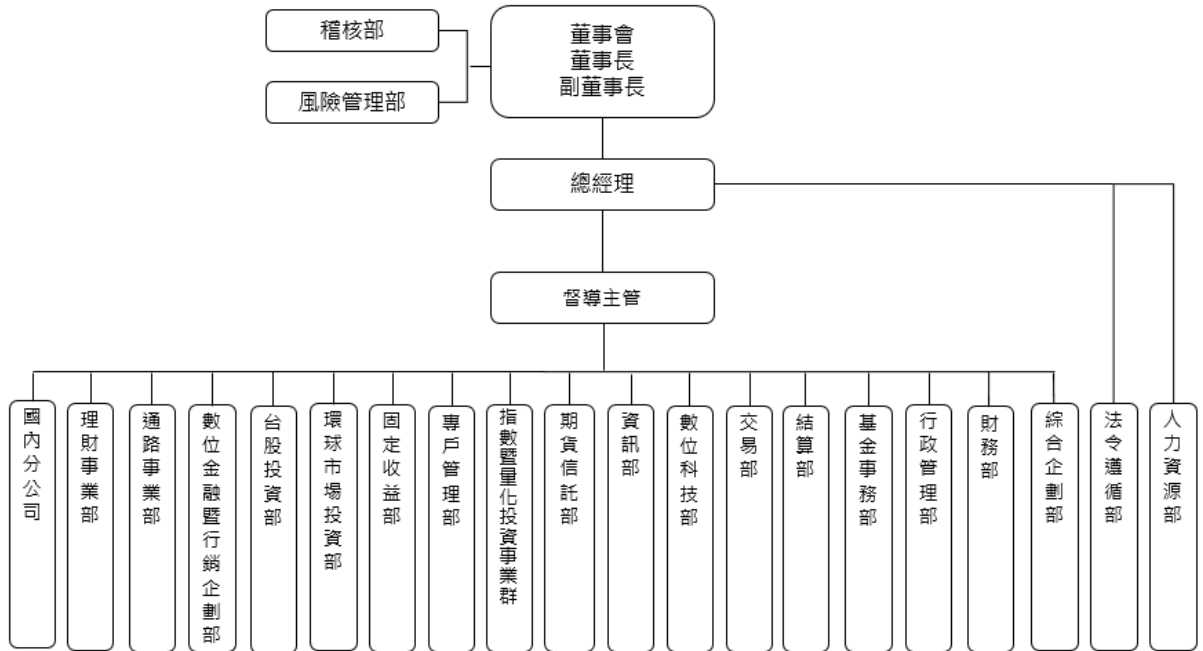 稽核部
風險管理部
董事會
董事長
副董事長
總經理
督導主管
國內分公司
理財事業部
通路事業部
數位金融暨行銷企劃部
台股投資部
環球市場投資部
固定收益部
專戶管理部
指數暨量化投資事業群
期貨信託部
資訊部
數位科技部
交易部
結算部
基金事務部
行政管理部
財務部
綜合企劃部
法令遵循部
人力資源部